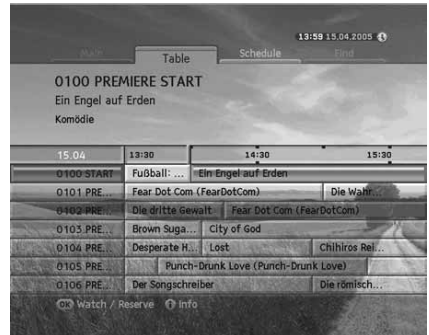 13:59 15.04.2005
Main Table Schedule Find
0100 PREMIERE START
Ein Engel auf Erden
Komödie
15.04 13:30 14:30 15:30
0100 START Fußball: ... Ein Engel auf Erden
0101 PRE... Fear Dot Com (FearDotCom) Die Wahr...
0102 PRE... Die dritte Gewalt Fear Dot Com (FearDotCom)
0103 PRE... Brown Suga... City of God
0104 PRE... Desperate H... Lost Chihiros Rei...
0105 PRE... Punch-Drunk Love (Punch-Drunk Love)
0106 PRE... Der Songschreiber Die römisch...
OK Watch / Reserve i Info